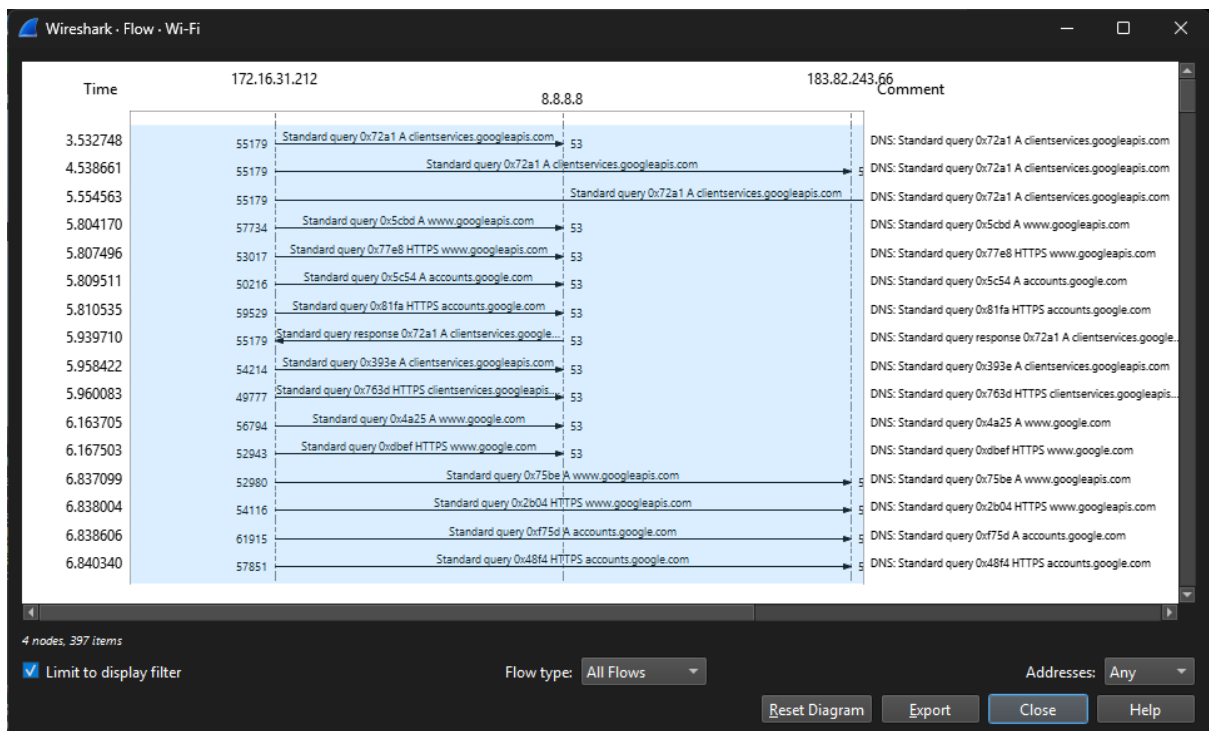 Wireshark · Flow · Wi-Fi
Time 172.16.31.212 8.8.8.8 183.82.243.66 Comment
3.532748 55179 Standard query 0x72a1 A clientservices.googleapis.com 53 DNS: Standard query 0x72a1 A clientservices.googleapis.com
4.538661 55179 Standard query 0x72a1 A clientservices.googleapis.com 5 DNS: Standard query 0x72a1 A clientservices.googleapis.com
5.554563 55179 Standard query 0x72a1 A clientservices.googleapis.com DNS: Standard query 0x72a1 A clientservices.googleapis.com
5.804170 57734 Standard query 0x5cbd A www.googleapis.com 53 DNS: Standard query 0x5cbd A www.googleapis.com
5.807496 53017 Standard query 0x77e8 HTTPS www.googleapis.com 53 DNS: Standard query 0x77e8 HTTPS www.googleapis.com
5.809511 50216 Standard query 0x5c54 A accounts.google.com 53 DNS: Standard query 0x5c54 A accounts.google.com
5.810535 59529 Standard query 0x81fa HTTPS accounts.google.com 53 DNS: Standard query 0x81fa HTTPS accounts.google.com
5.939710 55179 Standard query response 0x72a1 A clientservices.google... 53 DNS: Standard query response 0x72a1 A clientservices.google...
5.958422 54214 Standard query 0x393e A clientservices.googleapis.com 53 DNS: Standard query 0x393e A clientservices.googleapis.com
5.960083 49777 Standard query 0x763d HTTPS clientservices.googleapis... 53 DNS: Standard query 0x763d HTTPS clientservices.googleapis...
6.163705 56794 Standard query 0x4a25 A www.google.com 53 DNS: Standard query 0x4a25 A www.google.com
6.167503 52943 Standard query 0xdbef HTTPS www.google.com 53 DNS: Standard query 0xdbef HTTPS www.google.com
6.837099 52980 Standard query 0x75be A www.googleapis.com 5 DNS: Standard query 0x75be A www.googleapis.com
6.838004 54116 Standard query 0x2b04 HTTPS www.googleapis.com 5 DNS: Standard query 0x2b04 HTTPS www.googleapis.com
6.838606 61915 Standard query 0xf75d A accounts.google.com 5 DNS: Standard query 0xf75d A accounts.google.com
6.840340 57851 Standard query 0x48f4 HTTPS accounts.google.com 5 DNS: Standard query 0x48f4 HTTPS accounts.google.com
4 nodes, 397 items
Limit to display filter Flow type: All Flows Addresses: Any
Reset Diagram Export Close Help